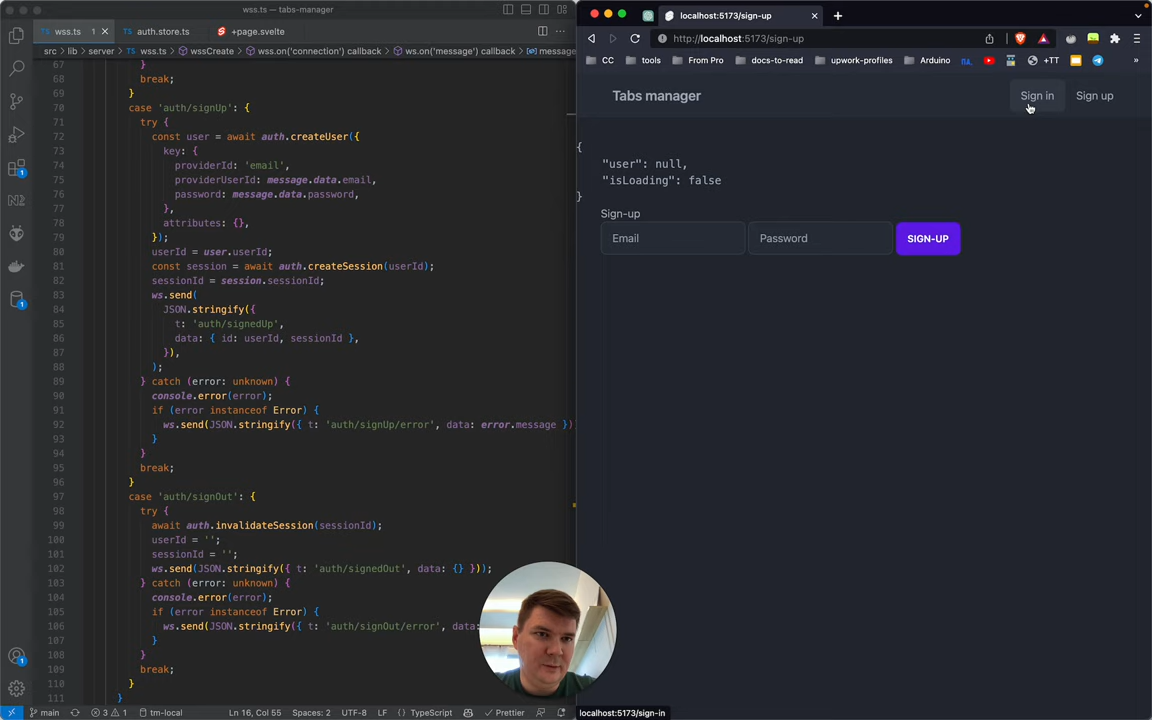 wss.ts — tabs-manager
wss.ts 1
auth.store.ts
+page.svelte
src > lib > server > wss.ts > wssCreate > wss.on('connection') callback > ws.on('message') callback > message
67 }
68 break;
69 }
70 case 'auth/signUp': {
71 try {
72 const user = await auth.createUser({
73 key: {
74 providerId: 'email',
75 providerUserId: message.data.email,
76 password: message.data.password,
77 },
78 attributes: {},
79 });
80 userId = user.userId;
81 const session = await auth.createSession(userId);
82 sessionId = session.sessionId;
83 ws.send(
84 JSON.stringify({
85 t: 'auth/signedUp',
86 data: { id: userId, sessionId },
87 }),
88 );
89 } catch (error: unknown) {
90 console.error(error);
91 if (error instanceof Error) {
92 ws.send(JSON.stringify({ t: 'auth/signUp/error', data: error.message })
93 }
94 }
95 break;
96 }
97 case 'auth/signOut': {
98 try {
99 await auth.invalidateSession(sessionId);
100 userId = '';
101 sessionId = '';
102 ws.send(JSON.stringify({ t: 'auth/signedOut', data: {} }));
103 } catch (error: unknown) {
104 console.error(error);
105 if (error instanceof Error) {
106 ws.send(JSON.stringify({ t: 'auth/signOut/error', data:
107 }
108 }
109 break;
110 }
111 }
main 3 1 tm-local Ln 16, Col 55 Spaces: 2 UTF-8 LF TypeScript Prettier
localhost:5173/sign-up
http://localhost:5173/sign-up
CC tools From Pro docs-to-read upwork-profiles Arduino +TT
Tabs manager
Sign in
Sign up
{
"user": null,
"isLoading": false
}
Sign-up
Email
Password
SIGN-UP
localhost:5173/sign-in